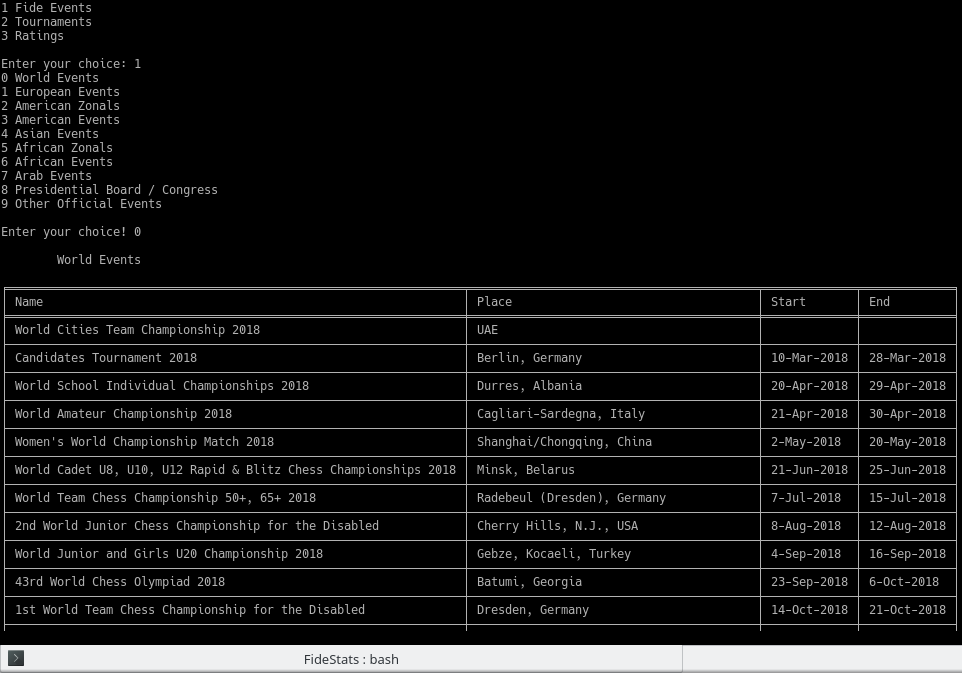 1 Fide Events
2 Tournaments
3 Ratings
Enter your choice: 1
0 World Events
1 European Events
2 American Zonals
3 American Events
4 Asian Events
5 African Zonals
6 African Events
7 Arab Events
8 Presidential Board / Congress
9 Other Official Events
Enter your choice! 0
World Events
Name Place Start End
World Cities Team Championship 2018 UAE
Candidates Tournament 2018 Berlin, Germany 10-Mar-2018 28-Mar-2018
World School Individual Championships 2018 Durres, Albania 20-Apr-2018 29-Apr-2018
World Amateur Championship 2018 Cagliari-Sardegna, Italy 21-Apr-2018 30-Apr-2018
Women's World Championship Match 2018 Shanghai/Chongqing, China 2-May-2018 20-May-2018
World Cadet U8, U10, U12 Rapid & Blitz Chess Championships 2018 Minsk, Belarus 21-Jun-2018 25-Jun-2018
World Team Chess Championship 50+, 65+ 2018 Radebeul (Dresden), Germany 7-Jul-2018 15-Jul-2018
2nd World Junior Chess Championship for the Disabled Cherry Hills, N.J., USA 8-Aug-2018 12-Aug-2018
World Junior and Girls U20 Championship 2018 Gebze, Kocaeli, Turkey 4-Sep-2018 16-Sep-2018
43rd World Chess Olympiad 2018 Batumi, Georgia 23-Sep-2018 6-Oct-2018
1st World Team Chess Championship for the Disabled Dresden, Germany 14-Oct-2018 21-Oct-2018
FideStats : bash